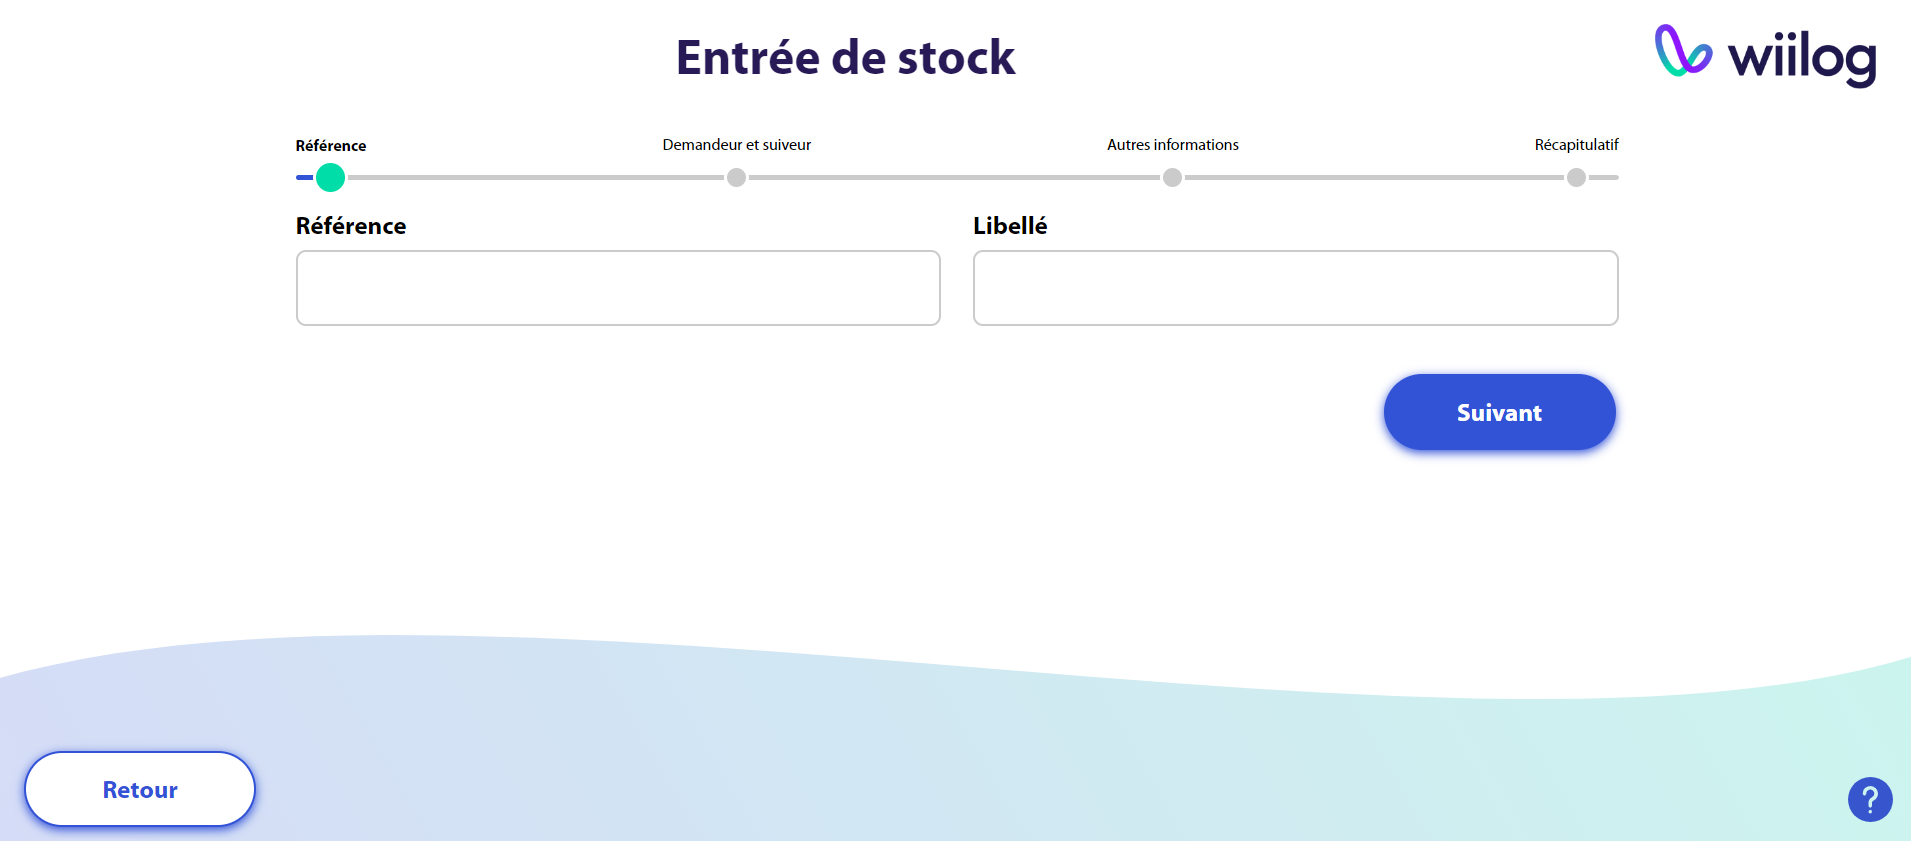 Entrée de stock
wiilog
Référence
Demandeur et suiveur
Autres informations
Récapitulatif
Référence
Libellé
Suivant
Retour
?